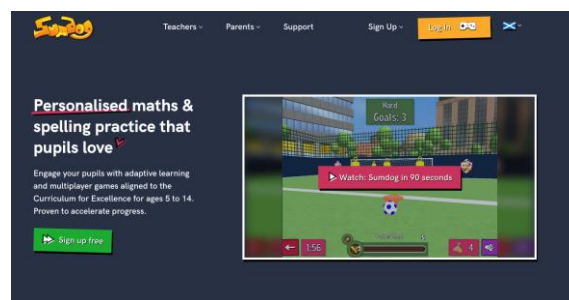 Sumdog
Teachers
Parents
Support
Sign Up
Log In
Personalised maths &
spelling practice that
pupils love
Engage your pupils with adaptive learning
and multiplayer games aligned to the
Curriculum for Excellence for ages 5 to 14.
Proven to accelerate progress.
Sign up free
Hard
Goals: 3
Watch: Sumdog in 90 seconds
1:56
5
4